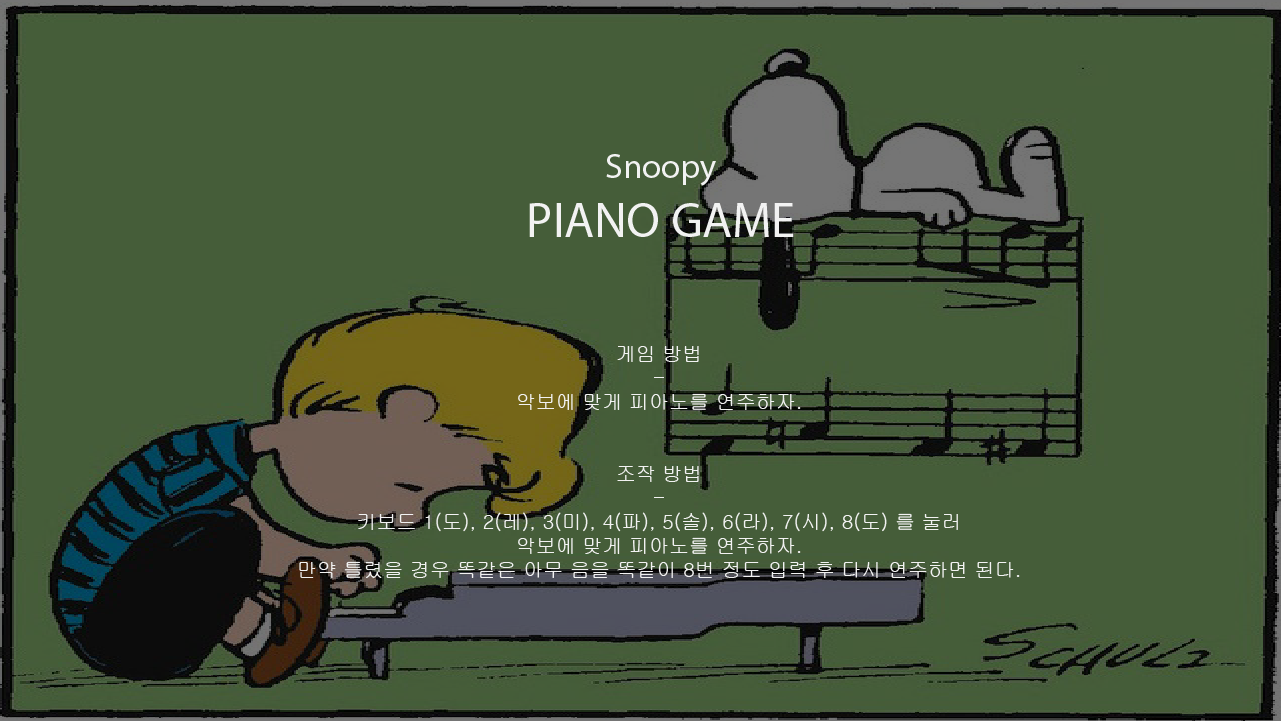 Snoopy
PIANO GAME
게임 방법
–
악보에 맞게 피아노를 연주하자.
조작 방법
–
키보드 1(도), 2(레), 3(미), 4(파), 5(솔), 6(라), 7(시), 8(도) 를 눌러
악보에 맞게 피아노를 연주하자.
만약 틀렸을 경우 똑같은 아무 음을 똑같이 8번 정도 입력 후 다시 연주하면 된다.
SCHULZ